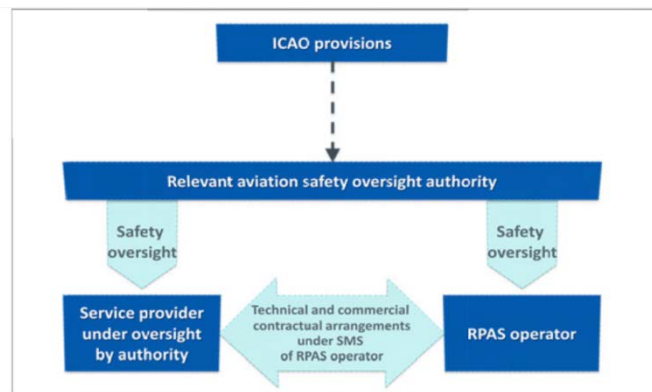 ICAO provisions
Relevant aviation safety oversight authority
Safety
oversight
Safety
oversight
Service provider
under oversight
by authority
Technical and commercial
contractual arrangements
under SMS
of RPAS operator
RPAS operator